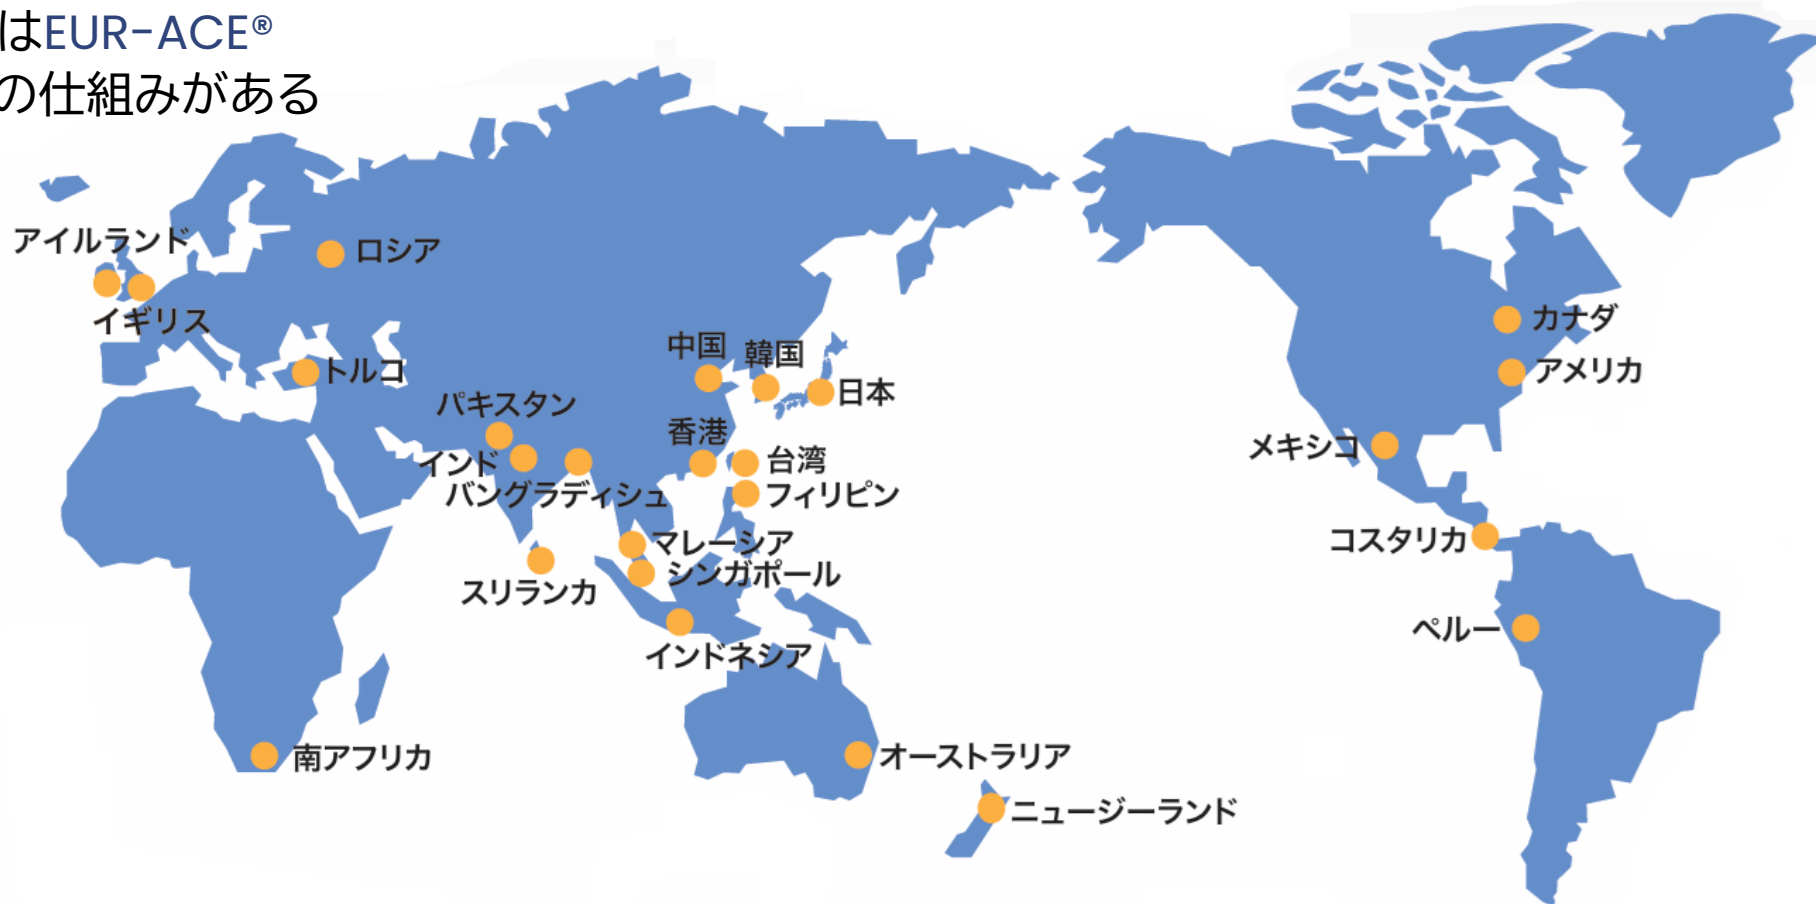 はEUR-ACE®
の仕組みがある
アイルランド
ロシア
イギリス
トルコ
中国
韓国
日本
パキスタン
インド
バングラディシュ
香港
台湾
フィリピン
マレーシア
シンガポール
スリランカ
インドネシア
南アフリカ
オーストラリア
ニュージーランド
カナダ
アメリカ
メキシコ
コスタリカ
ペルー